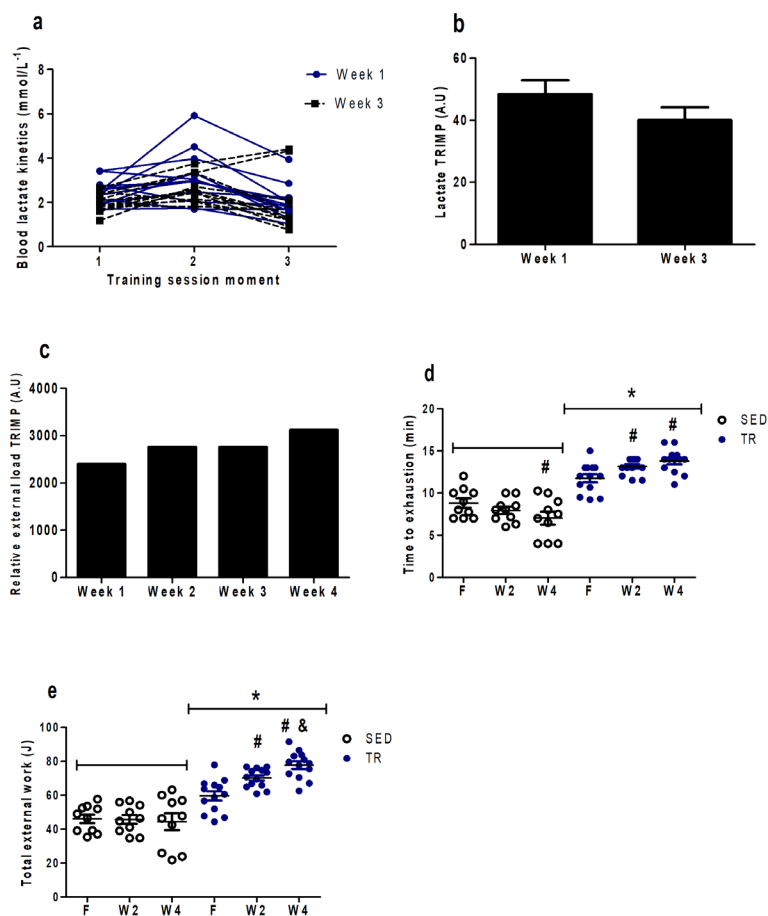 a
Blood lactate kinetics (mmol/L⁻¹)
8
6
4
2
0
1 2 3
Training session moment
Week 1
Week 3
b
Lactate TRIMP (A.U)
60
40
20
0
Week 1 Week 3
c
Relative external load TRIMP (A.U)
4000
3000
2000
1000
0
Week 1 Week 2 Week 3 Week 4
d
Time to exhaustion (min)
20
15
10
5
0
*
# # #
F W2 W4 F W2 W4
SED
TR
e
Total external work (J)
100
80
60
40
20
0
*
# # &
F W2 W4 F W2 W4
SED
TR